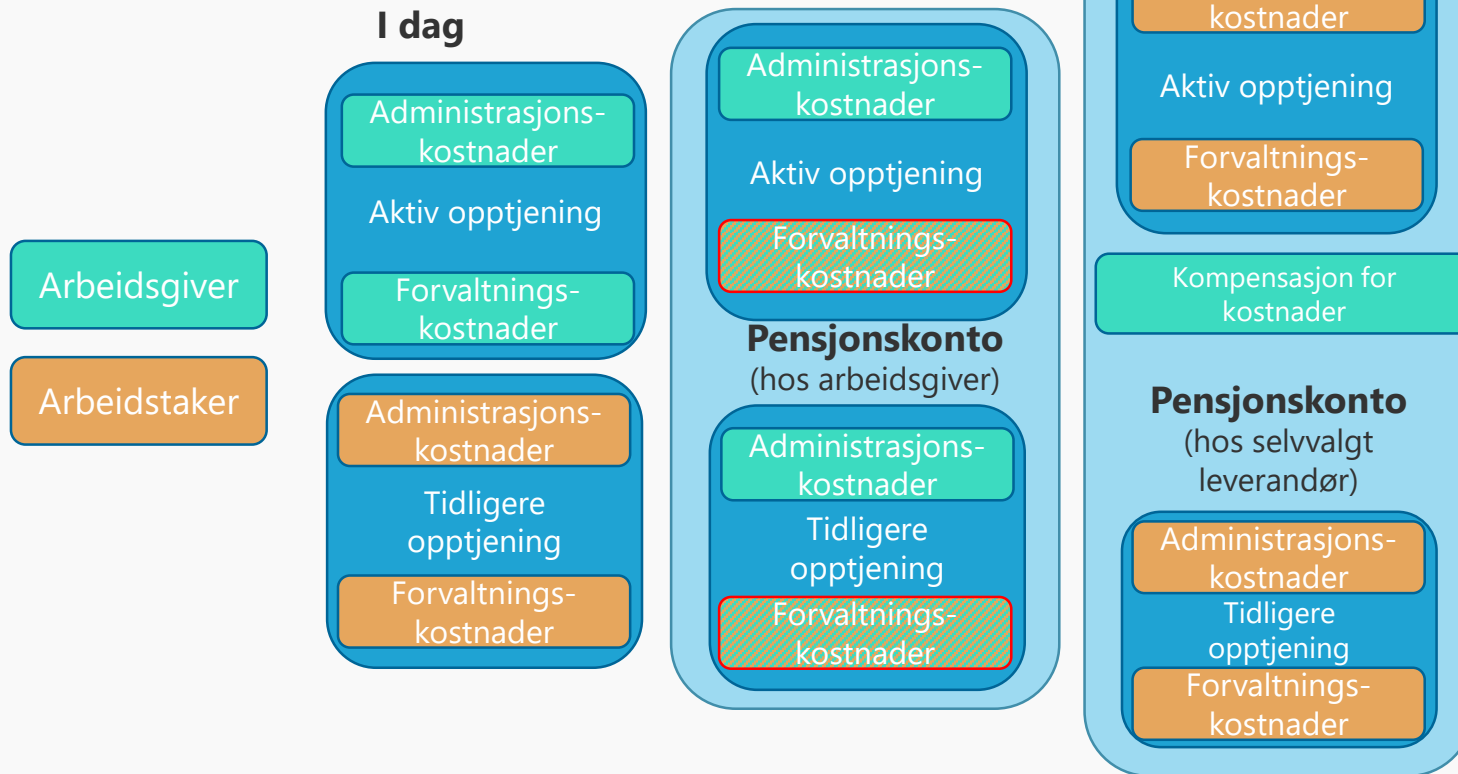 Arbeidsgiver
Arbeidstaker
I dag
Administrasjons-
kostnader
Aktiv opptjening
Forvaltnings-
kostnader
Administrasjons-
kostnader
Tidligere
opptjening
Forvaltnings-
kostnader
Administrasjons-
kostnader
Aktiv opptjening
Forvaltnings-
kostnader
Pensjonskonto
(hos arbeidsgiver)
Administrasjons-
kostnader
Tidligere
opptjening
Forvaltnings-
kostnader
kostnader
Aktiv opptjening
Forvaltnings-
kostnader
Kompensasjon for
kostnader
Pensjonskonto
(hos selvvalgt
leverandør)
Administrasjons-
kostnader
Tidligere
opptjening
Forvaltnings-
kostnader